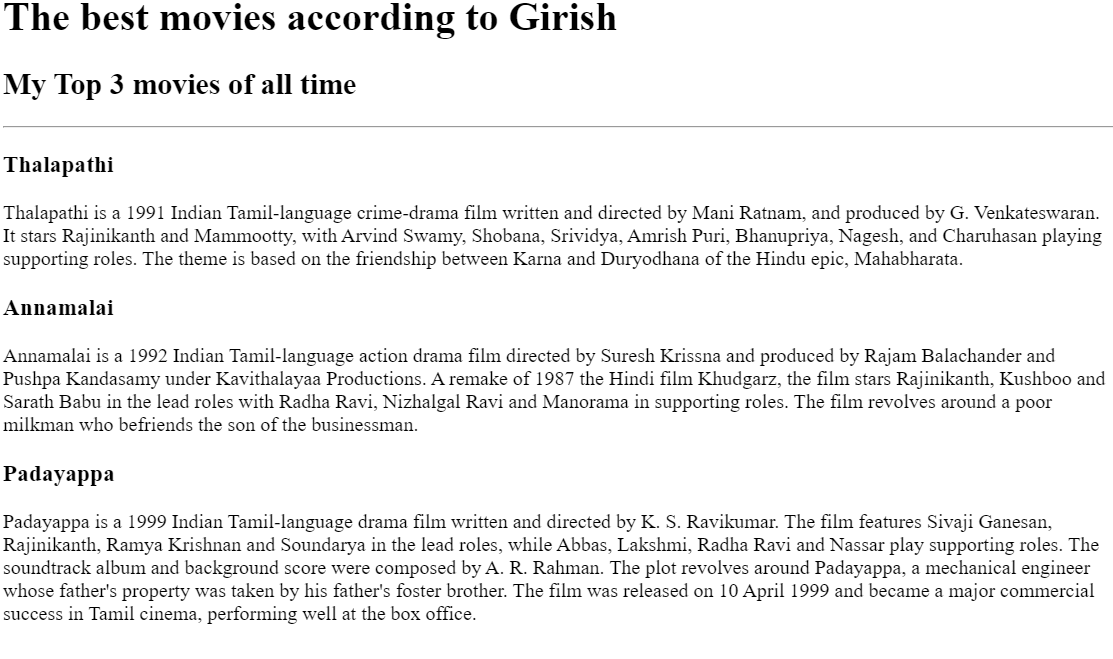 The best movies according to Girish
My Top 3 movies of all time
Thalapathi
Thalapathi is a 1991 Indian Tamil-language crime-drama film written and directed by Mani Ratnam, and produced by G. Venkateswaran.
It stars Rajinikanth and Mammootty, with Arvind Swamy, Shobana, Srividya, Amrish Puri, Bhanupriya, Nagesh, and Charuhasan playing
supporting roles. The theme is based on the friendship between Karna and Duryodhana of the Hindu epic, Mahabharata.
Annamalai
Annamalai is a 1992 Indian Tamil-language action drama film directed by Suresh Krissna and produced by Rajam Balachander and
Pushpa Kandasamy under Kavithalayaa Productions. A remake of 1987 the Hindi film Khudgarz, the film stars Rajinikanth, Kushboo and
Sarath Babu in the lead roles with Radha Ravi, Nizhalgal Ravi and Manorama in supporting roles. The film revolves around a poor
milkman who befriends the son of the businessman.
Padayappa
Padayappa is a 1999 Indian Tamil-language drama film written and directed by K. S. Ravikumar. The film features Sivaji Ganesan,
Rajinikanth, Ramya Krishnan and Soundarya in the lead roles, while Abbas, Lakshmi, Radha Ravi and Nassar play supporting roles. The
soundtrack album and background score were composed by A. R. Rahman. The plot revolves around Padayappa, a mechanical engineer
whose father's property was taken by his father's foster brother. The film was released on 10 April 1999 and became a major commercial
success in Tamil cinema, performing well at the box office.